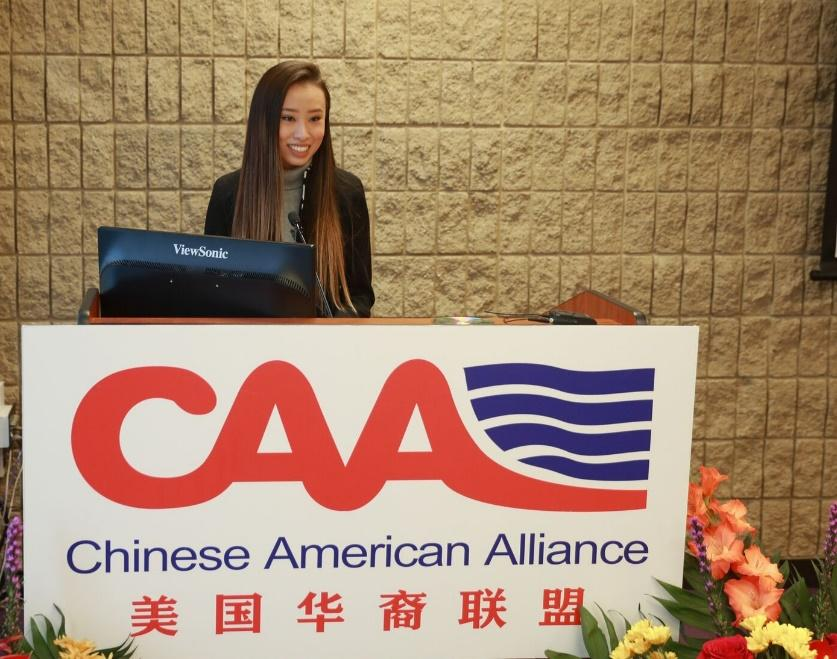 ViewSonic
CAA
Chinese American Alliance
美国华裔联盟